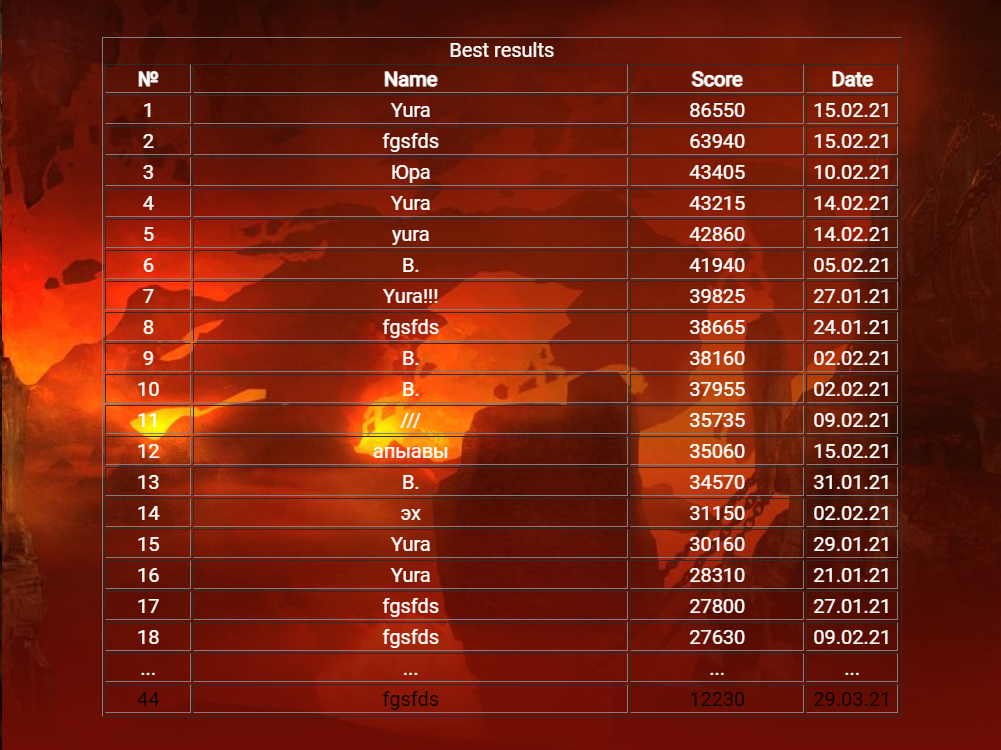 Best results
№ Name Score Date
1 Yura 86550 15.02.21
2 fgsfds 63940 15.02.21
3 Юра 43405 10.02.21
4 Yura 43215 14.02.21
5 yura 42860 14.02.21
6 B. 41940 05.02.21
7 Yura!!! 39825 27.01.21
8 fgsfds 38665 24.01.21
9 B. 38160 02.02.21
10 B. 37955 02.02.21
11 /// 35735 09.02.21
12 апыавы 35060 15.02.21
13 B. 34570 31.01.21
14 эх 31150 02.02.21
15 Yura 30160 29.01.21
16 Yura 28310 21.01.21
17 fgsfds 27800 27.01.21
18 fgsfds 27630 09.02.21
... ... ... ...
44 fgsfds 12230 29.03.21